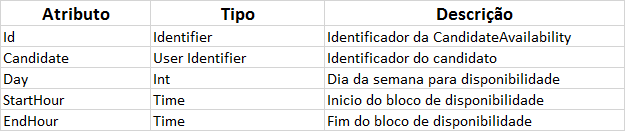 Atributo Tipo Descrição
Id Identifier Identificador da CandidateAvailability
Candidate User Identifier Identificador do candidato
Day Int Dia da semana para disponibilidade
StartHour Time Inicio do bloco de disponibilidade
EndHour Time Fim do bloco de disponibilidade